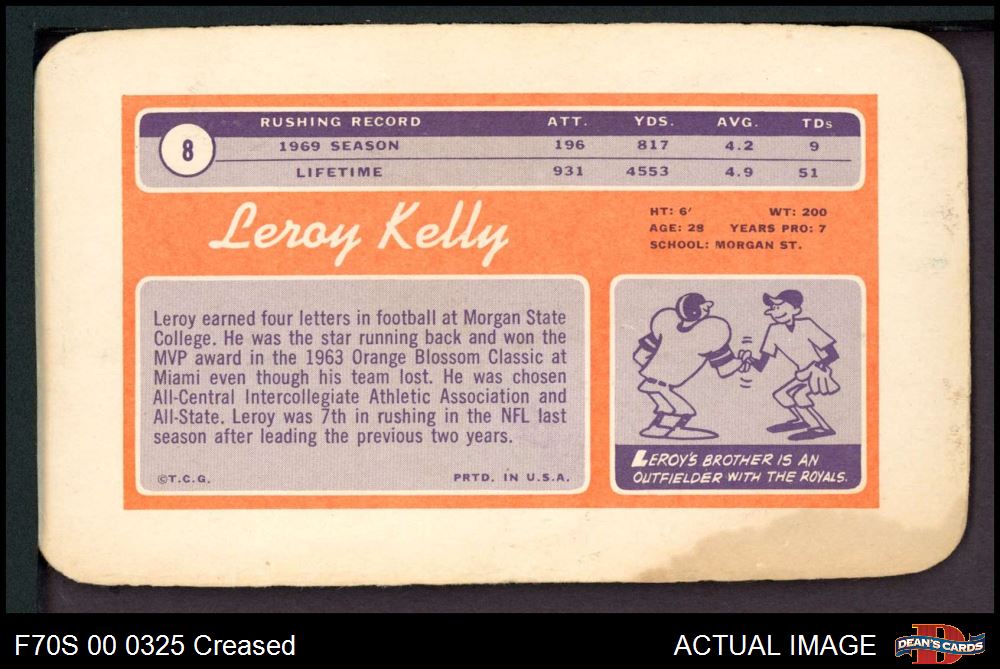 8
RUSHING RECORD ATT. YDS. AVG. TDs
1969 SEASON 196 817 4.2 9
LIFETIME 931 4553 4.9 51
Leroy Kelly
HT: 6' WT: 200
AGE: 28 YEARS PRO: 7
SCHOOL: MORGAN ST.
Leroy earned four letters in football at Morgan State
College. He was the star running back and won the
MVP award in the 1963 Orange Blossom Classic at
Miami even though his team lost. He was chosen
All-Central Intercollegiate Athletic Association and
All-State. Leroy was 7th in rushing in the NFL last
season after leading the previous two years.
©T.C.G. PRTD. IN U.S.A.
LEROY'S BROTHER IS AN
OUTFIELDER WITH THE ROYALS.
F70S 00 0325 Creased
ACTUAL IMAGE
D
DEAN'S CARDS